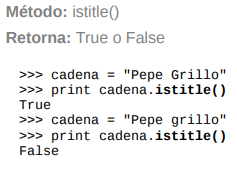 Método: istitle()
Retorna: True o False
>>> cadena = "Pepe Grillo"
>>> print cadena.istitle()
True
>>> cadena = "Pepe grillo"
>>> print cadena.istitle()
False